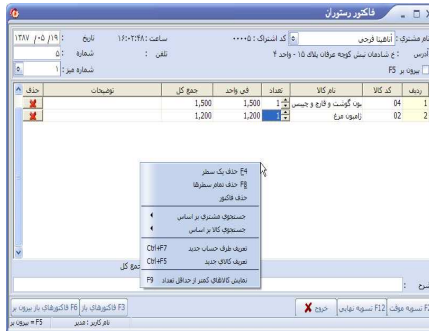 فاکتور رستوران
نام مشتری : آناهیتا فرجی
کد اشتراک : ۰۰۰۰۵
ساعت : ۱۶:۰۲:۴۸
تاریخ : ۱۳۸۷ /۰۵ /۱۹
آدرس : خ شادمان نبش کوچه عرفان پلاک ۱۵ - واحد ۴
تلفن :
شماره : ۵
بیرون بر F5
شماره میز : ۱
ردیف کد کالا نام کالا تعداد فی واحد جمع کل توضیحات حذف
1 04 بون گوشت و قارچ و چیپس 1 1,500 1,500
2 02 ژامبون مرغ 1 1,200 1,200
F4 حذف یک سطر
F8 حذف تمام سطرها
حذف فاکتور
جستجوی مشتری بر اساس
جستجوی کالا بر اساس
تعریف طرف حساب جدید Ctrl+F7
تعریف کالای جدید Ctrl+F5
نمایش کالاهای کمتر از حداقل تعداد F9
جمع کل
شرح :
F2 تسویه موقت
F12 تسویه نهایی
خروج
F3 فاکتورهای باز
F6 فاکتورهای باز بیرون بر
نام کاربر : مدیر
F5 = بیرون بر